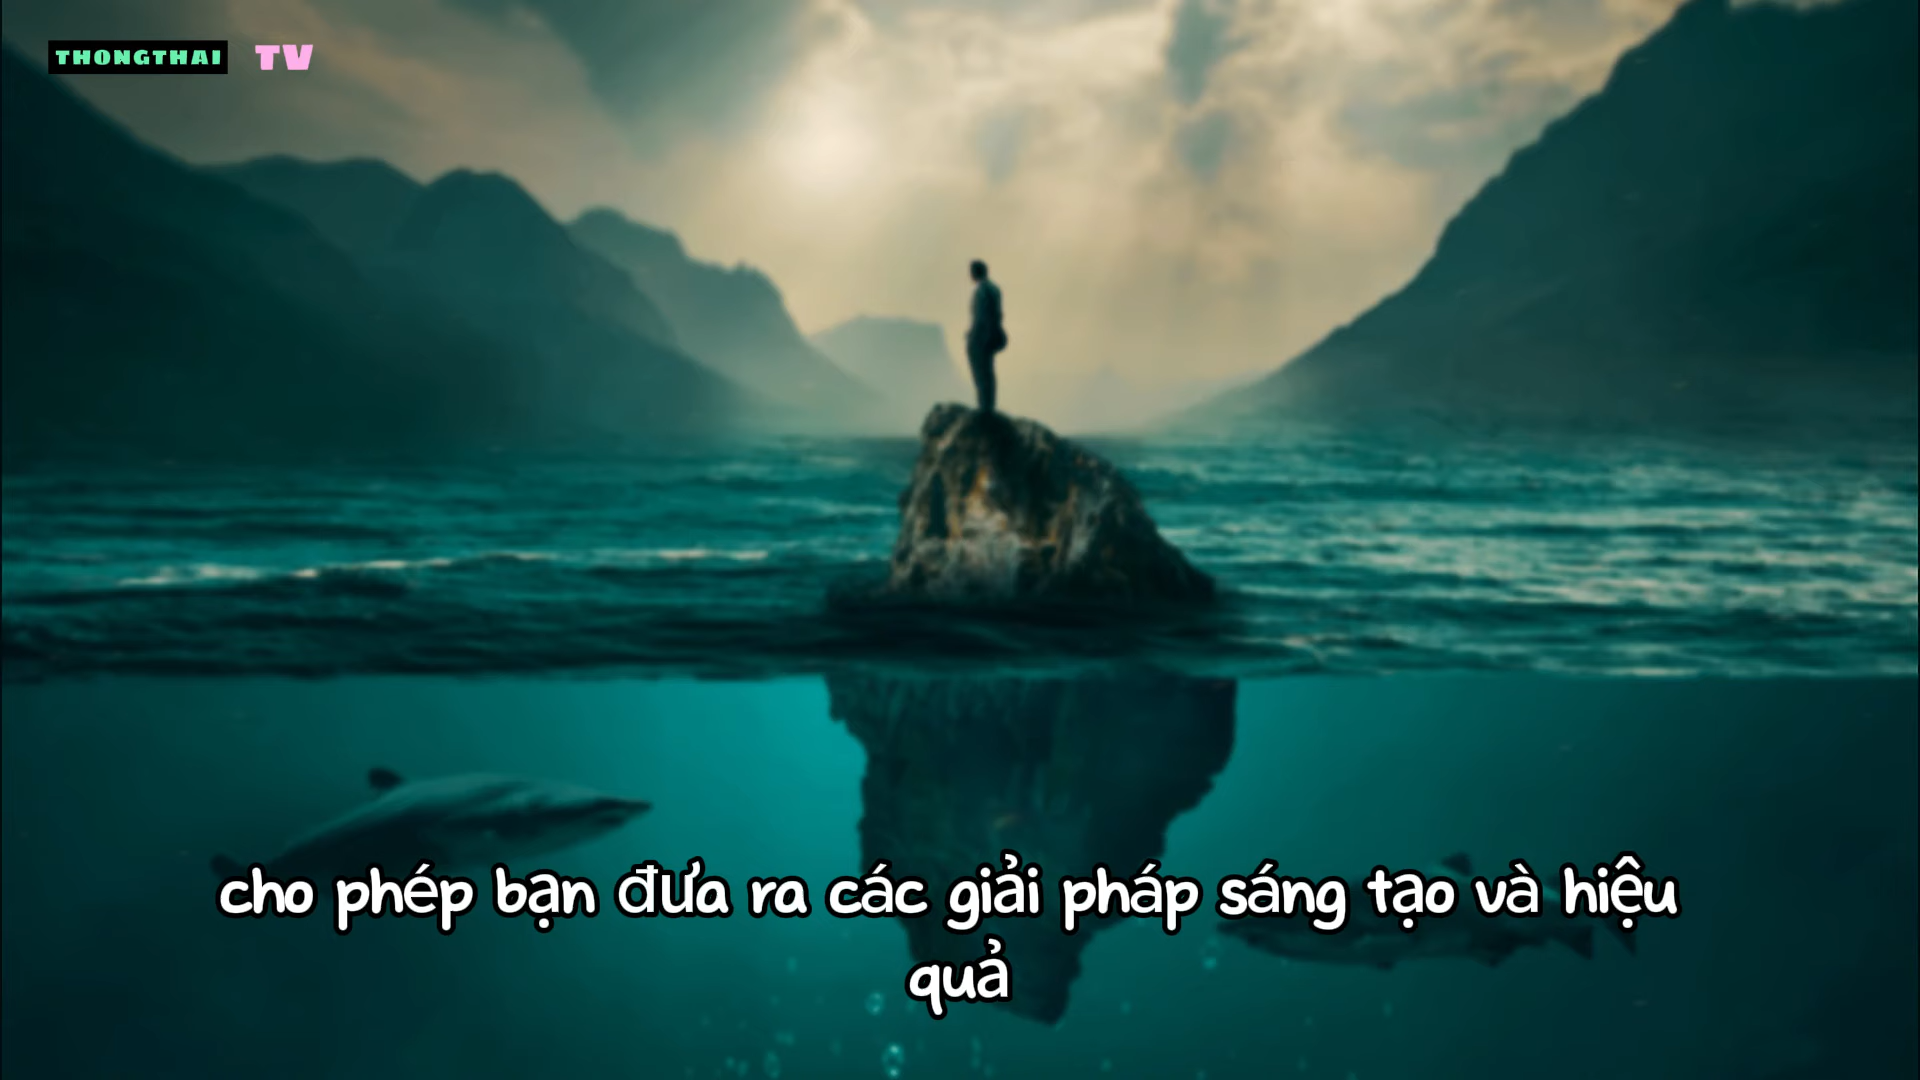 THONGTHAI TV
cho phép bạn đưa ra các giải pháp sáng tạo và hiệu
quả